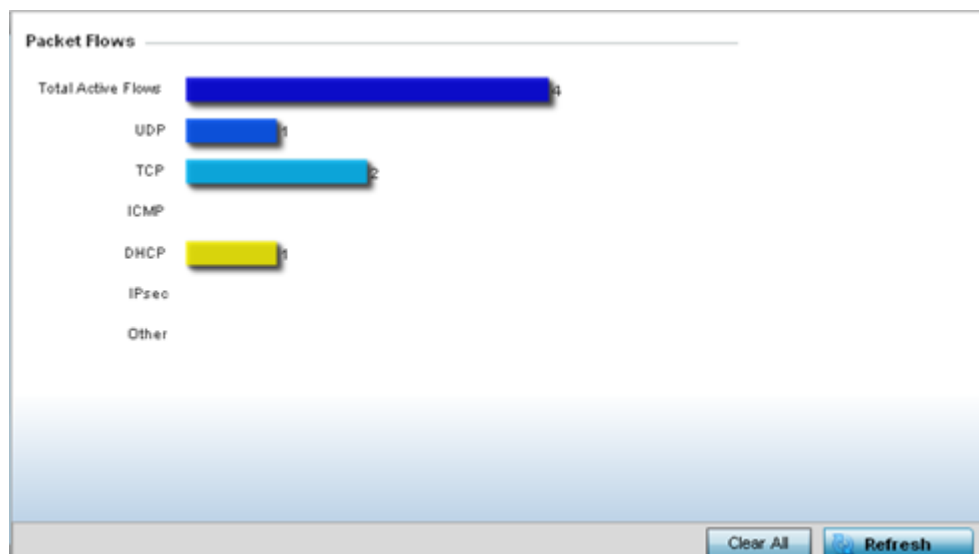 Packet Flows
Total Active Flows 4
UDP 1
TCP 2
ICMP
DHCP 1
IPsec
Other
Clear All
Refresh